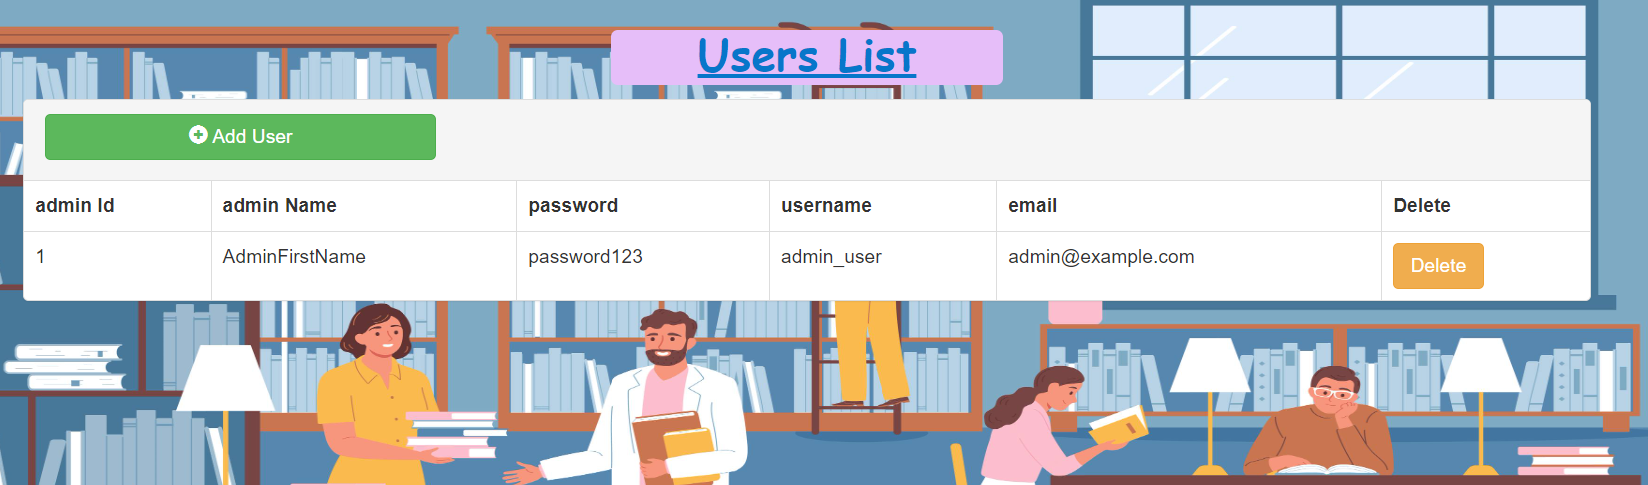 Users List
Add User
admin Id admin Name password username email Delete
1 AdminFirstName password123 admin_user admin@example.com Delete